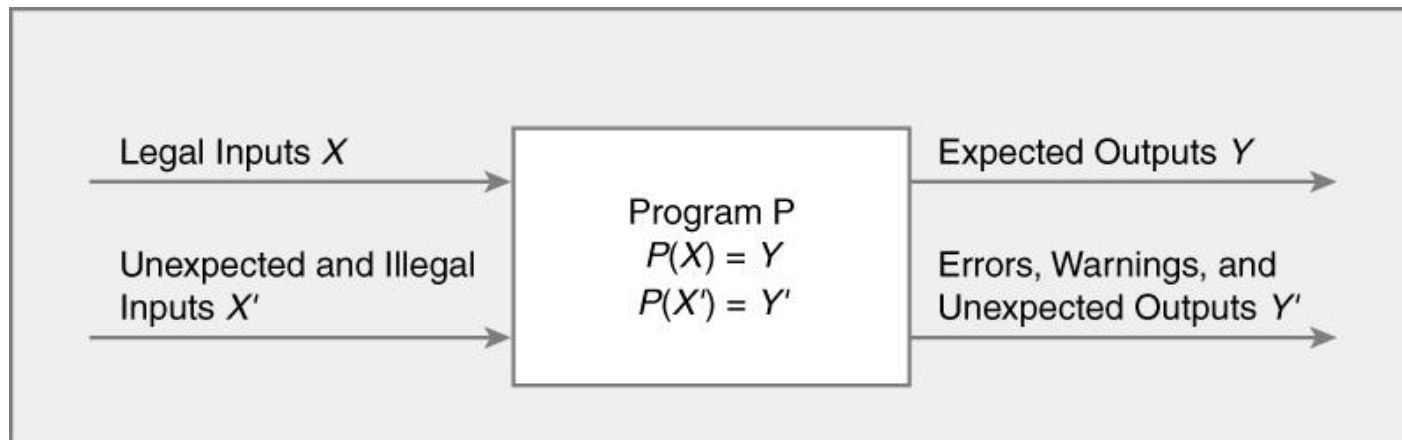 Legal Inputs X
Unexpected and Illegal
Inputs X'
Program P
P(X) = Y
P(X') = Y'
Expected Outputs Y
Errors, Warnings, and
Unexpected Outputs Y'